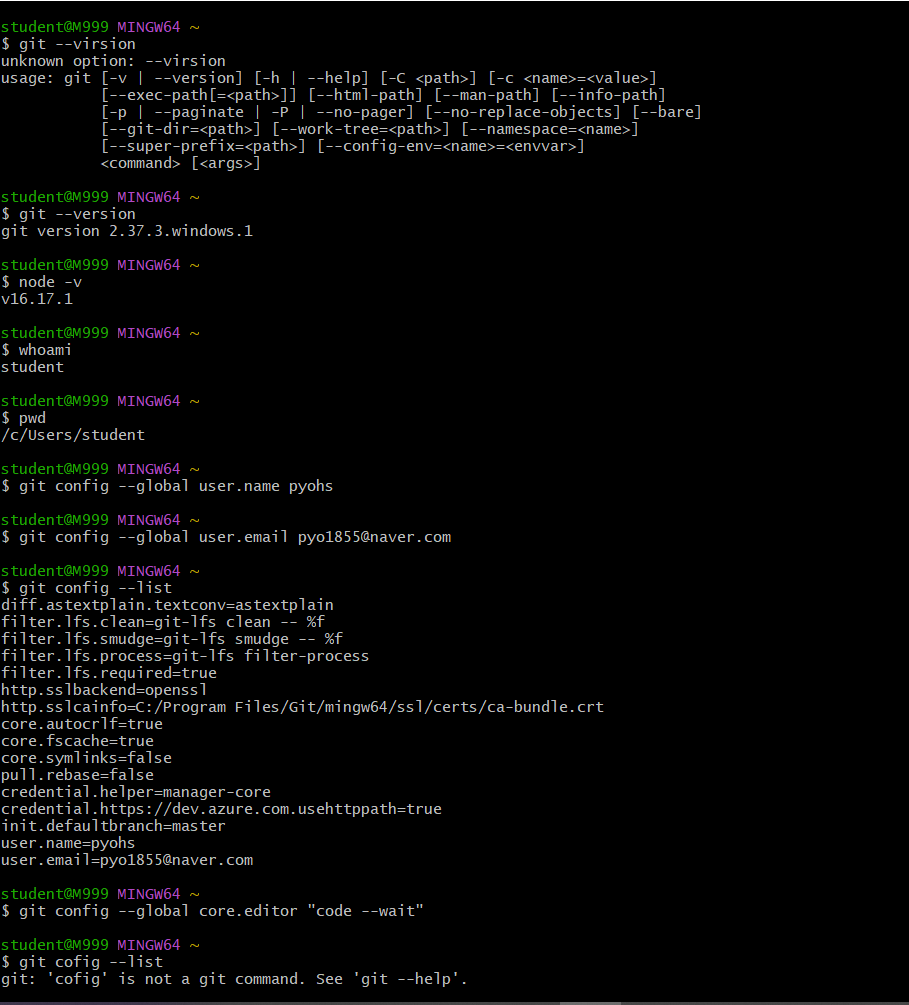 student@M999 MINGW64 ~
$ git --virsion
unknown option: --virsion
usage: git [-v | --version] [-h | --help] [-C <path>] [-c <name>=<value>]
           [--exec-path[=<path>]] [--html-path] [--man-path] [--info-path]
           [-p | --paginate | -P | --no-pager] [--no-replace-objects] [--bare]
           [--git-dir=<path>] [--work-tree=<path>] [--namespace=<name>]
           [--super-prefix=<path>] [--config-env=<name>=<envvar>]
           <command> [<args>]
student@M999 MINGW64 ~
$ git --version
git version 2.37.3.windows.1
student@M999 MINGW64 ~
$ node -v
v16.17.1
student@M999 MINGW64 ~
$ whoami
student
student@M999 MINGW64 ~
$ pwd
/c/Users/student
student@M999 MINGW64 ~
$ git config --global user.name pyohs
student@M999 MINGW64 ~
$ git config --global user.email pyo1855@naver.com
student@M999 MINGW64 ~
$ git config --list
diff.astextplain.textconv=astextplain
filter.lfs.clean=git-lfs clean -- %f
filter.lfs.smudge=git-lfs smudge -- %f
filter.lfs.process=git-lfs filter-process
filter.lfs.required=true
http.sslbackend=openssl
http.sslcainfo=C:/Program Files/Git/mingw64/ssl/certs/ca-bundle.crt
core.autocrlf=true
core.fscache=true
core.symlinks=false
pull.rebase=false
credential.helper=manager-core
credential.https://dev.azure.com.usehttppath=true
init.defaultbranch=master
user.name=pyohs
user.email=pyo1855@naver.com
student@M999 MINGW64 ~
$ git config --global core.editor "code --wait"
student@M999 MINGW64 ~
$ git cofig --list
git: 'cofig' is not a git command. See 'git --help'.